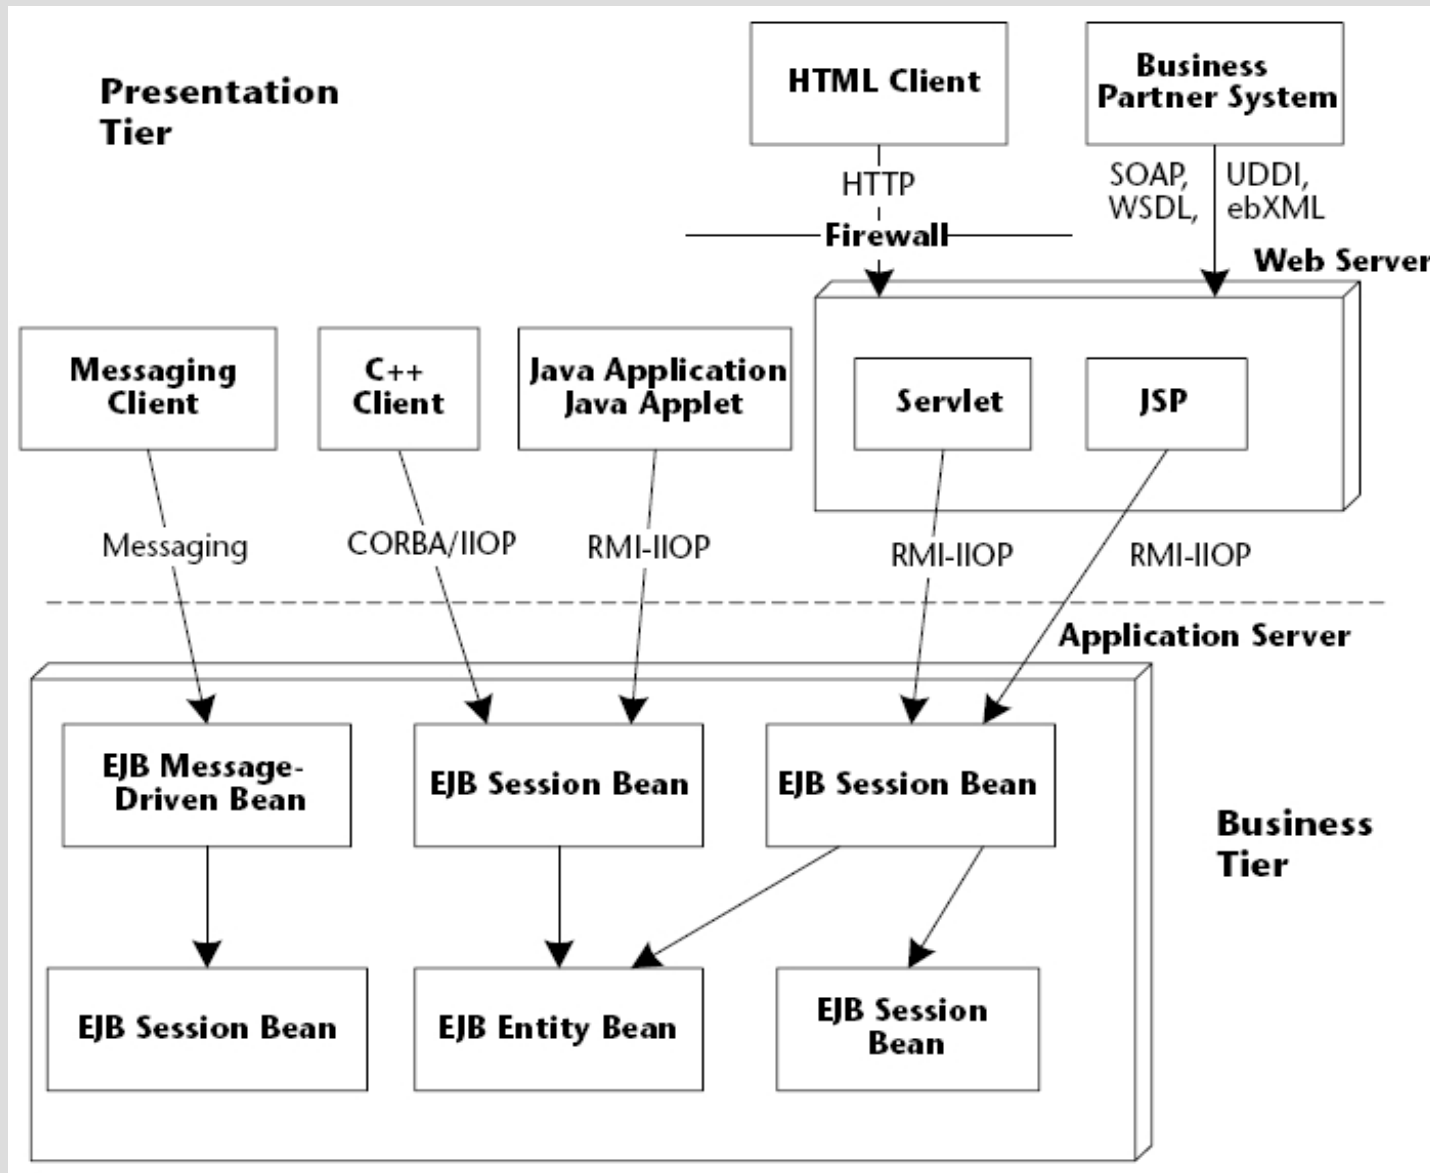 Presentation
Tier
HTML Client
Business
Partner System
HTTP
SOAP,
WSDL,
UDDI,
ebXML
Firewall
Web Server
Messaging
Client
C++
Client
Java Application
Java Applet
Servlet
JSP
Messaging
CORBA/IIOP
RMI-IIOP
RMI-IIOP
RMI-IIOP
Application Server
EJB Message-
Driven Bean
EJB Session Bean
EJB Session Bean
Business
Tier
EJB Session Bean
EJB Entity Bean
EJB Session
Bean